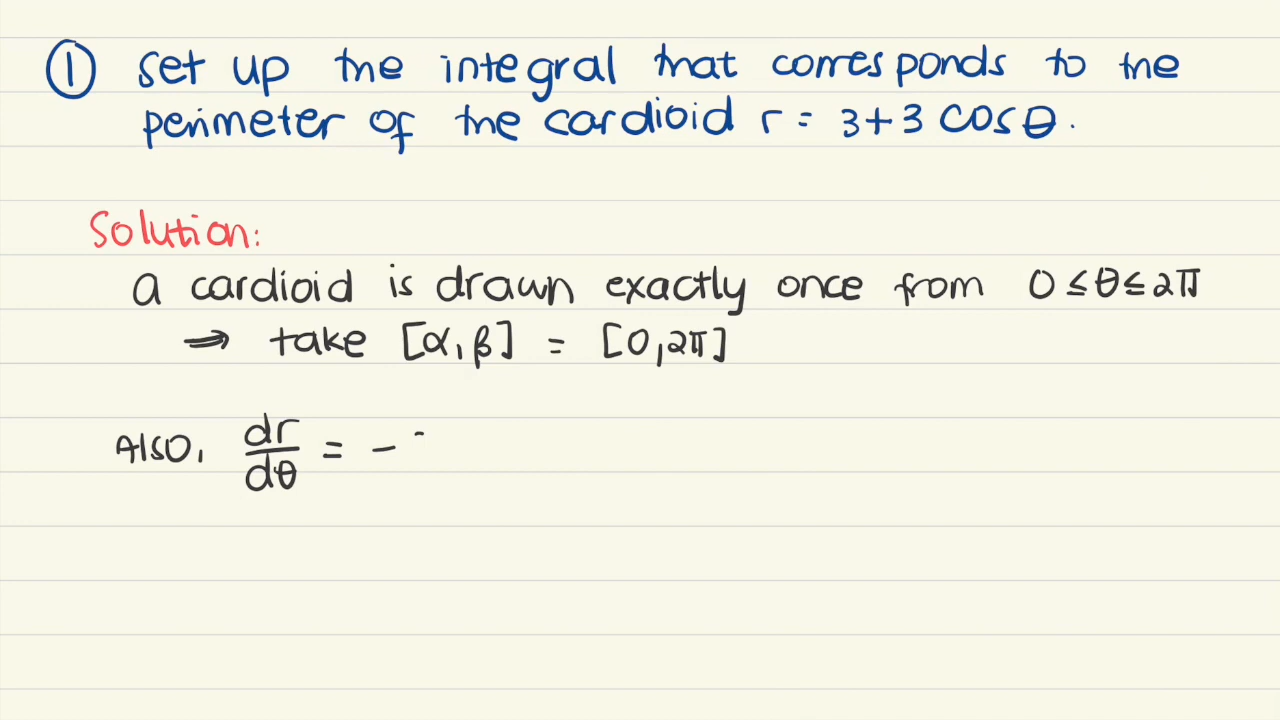 ① Set up the integral that corresponds to the
perimeter of the cardioid r = 3+3 cosθ.
Solution:
A cardioid is drawn exactly once from 0≤θ≤2π
⇒ take [α,β] = [0,2π]
Also, dr/dθ = -